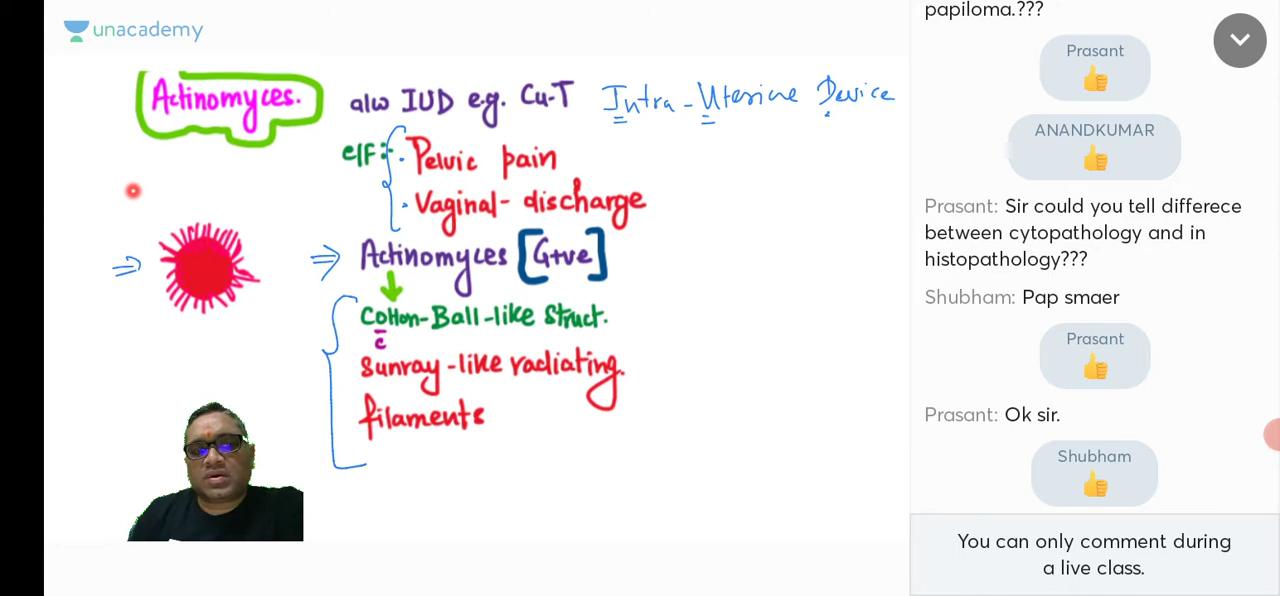 unacademy
Actinomyces.
a/w IUD e.g. Cu-T Intra-Uterine Device
c/f:
. Pelvic pain
. Vaginal-discharge
⇒ ⇒ Actinomyces [G+ve]
Cotton-Ball-like struct.
c̄
sunray-like radiating.
filaments
papiloma.???
Prasant
👍
ANANDKUMAR
👍
Prasant: Sir could you tell differece
between cytopathology and in
histopathology???
Shubham: Pap smaer
Prasant
👍
Prasant: Ok sir.
Shubham
👍
You can only comment during
a live class.